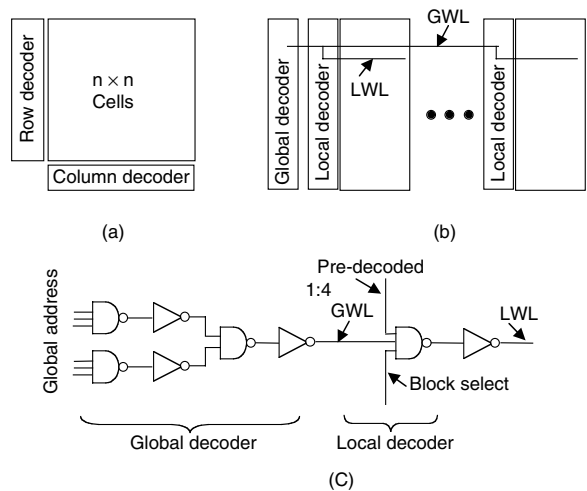 Row decoder
n × n
Cells
Column decoder
(a)
Global decoder
Local decoder
GWL
LWL
Local decoder
(b)
Global address
Pre-decoded
1:4
GWL
LWL
Block select
Global decoder
Local decoder
(C)